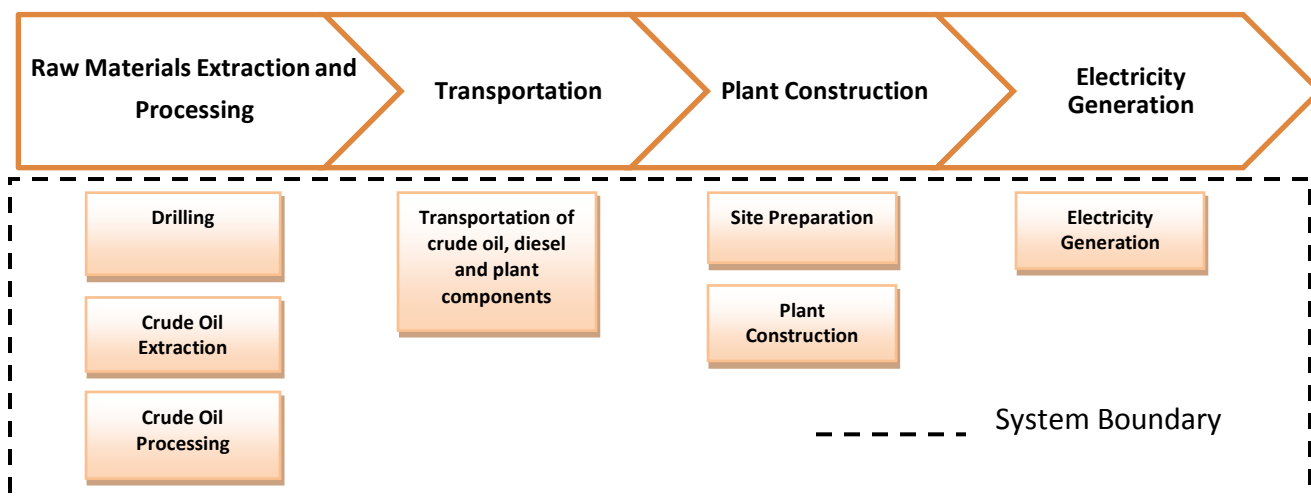 Raw Materials Extraction and
Processing
Transportation
Plant Construction
Electricity
Generation
Drilling
Crude Oil
Extraction
Crude Oil
Processing
Transportation of
crude oil, diesel
and plant
components
Site Preparation
Plant
Construction
Electricity
Generation
System Boundary